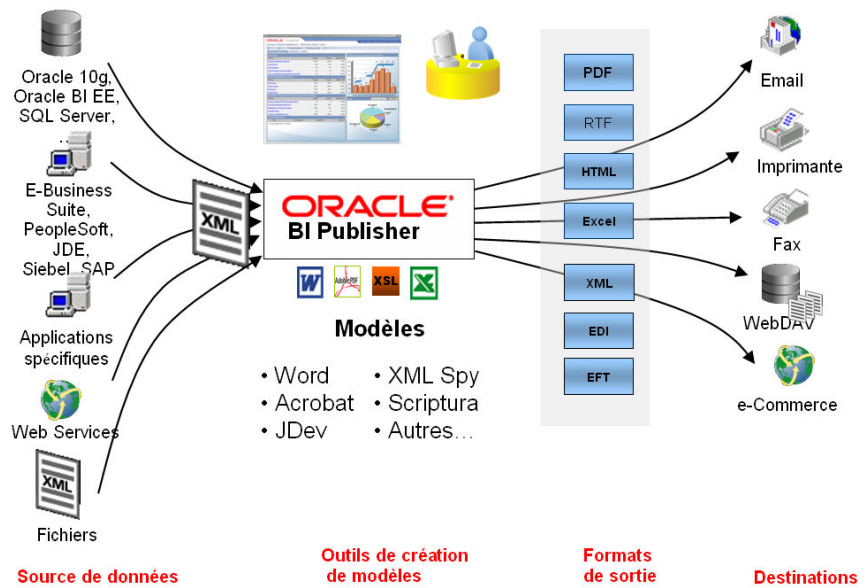 Oracle 10g,
Oracle BI EE,
SQL Server,
..
E-Business
Suite,
PeopleSoft,
JDE,
Siebel, SAP
Applications
spécifiques
Web Services
XML
Fichiers
XML
ORACLE®
BI Publisher
Adobe PDF
XSL
Modèles
• Word
• Acrobat
• JDev
• XML Spy
• Scriptura
• Autres...
PDF
RTF
HTML
Excel
XML
EDI
EFT
Email
Imprimante
Fax
WebDAV
e-Commerce
Source de données
Outils de création
de modèles
Formats
de sortie
Destinations